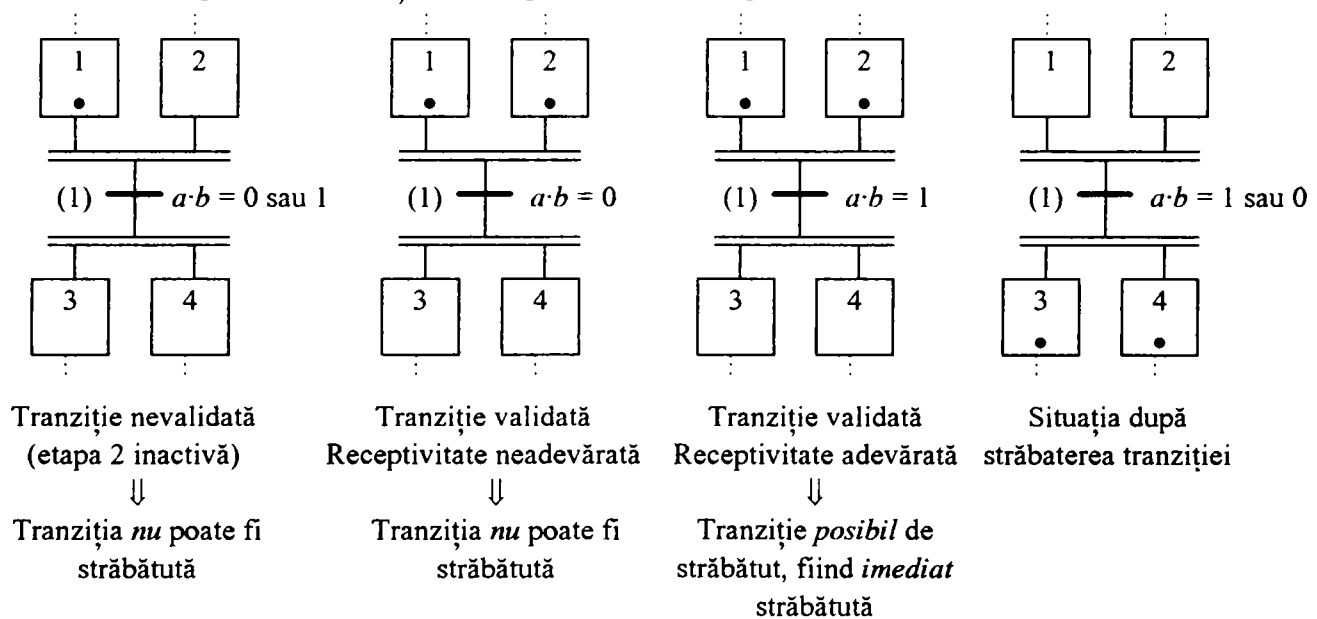 1 2 1 2 1 2 1 2
(1) a·b = 0 sau 1 (1) a·b = 0 (1) a·b = 1 (1) a·b = 1 sau 0
3 4 3 4 3 4 3 4
Tranziție nevalidată
(etapa 2 inactivă)
⇓
Tranziția nu poate fi
străbătută
Tranziție validată
Receptivitate neadevărată
⇓
Tranziția nu poate fi
străbătută
Tranziție validată
Receptivitate adevărată
⇓
Tranziție posibil de
străbătut, fiind imediat
străbătută
Situația după
străbaterea tranziției